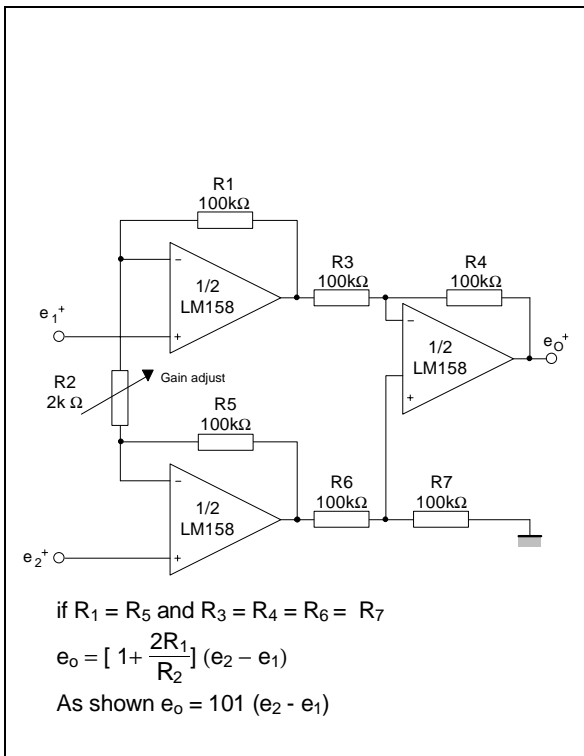 R1
100kΩ
R3
100kΩ
R4
100kΩ
1/2
LM158
e1+
eO+
1/2
LM158
R2
2k Ω
Gain adjust
R5
100kΩ
R6
100kΩ
R7
100kΩ
1/2
LM158
e2+
if R1 = R5 and R3 = R4 = R6 = R7
eo = [ 1+ 2R1/R2 ] (e2 – e1)
As shown eo = 101 (e2 - e1)